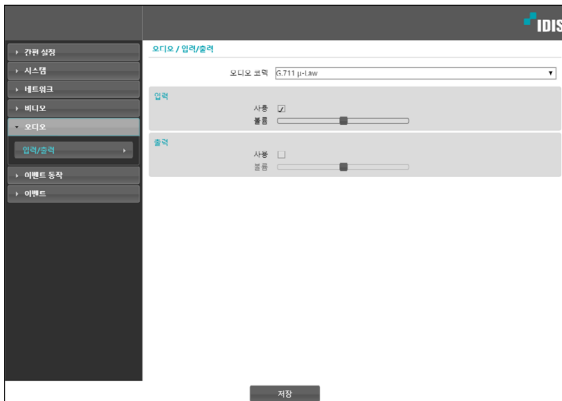 IDIS
간편 설정
시스템
네트워크
비디오
오디오
입력/출력
이벤트 동작
이벤트
오디오 / 입력/출력
오디오 코덱 G.711 μ-Law
입력
사용
볼륨
출력
사용
볼륨
저장